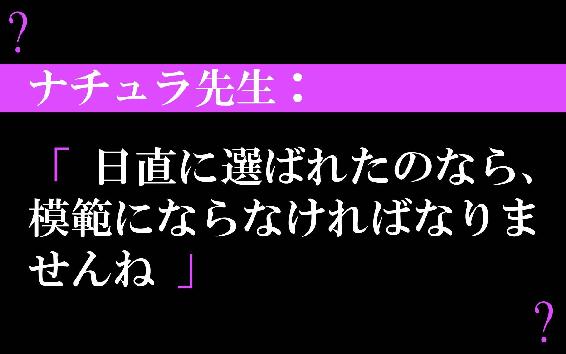 ?
ナチュラ先生：
「 日直に選ばれたのなら、
模範にならなければなりま
せんね 」
?